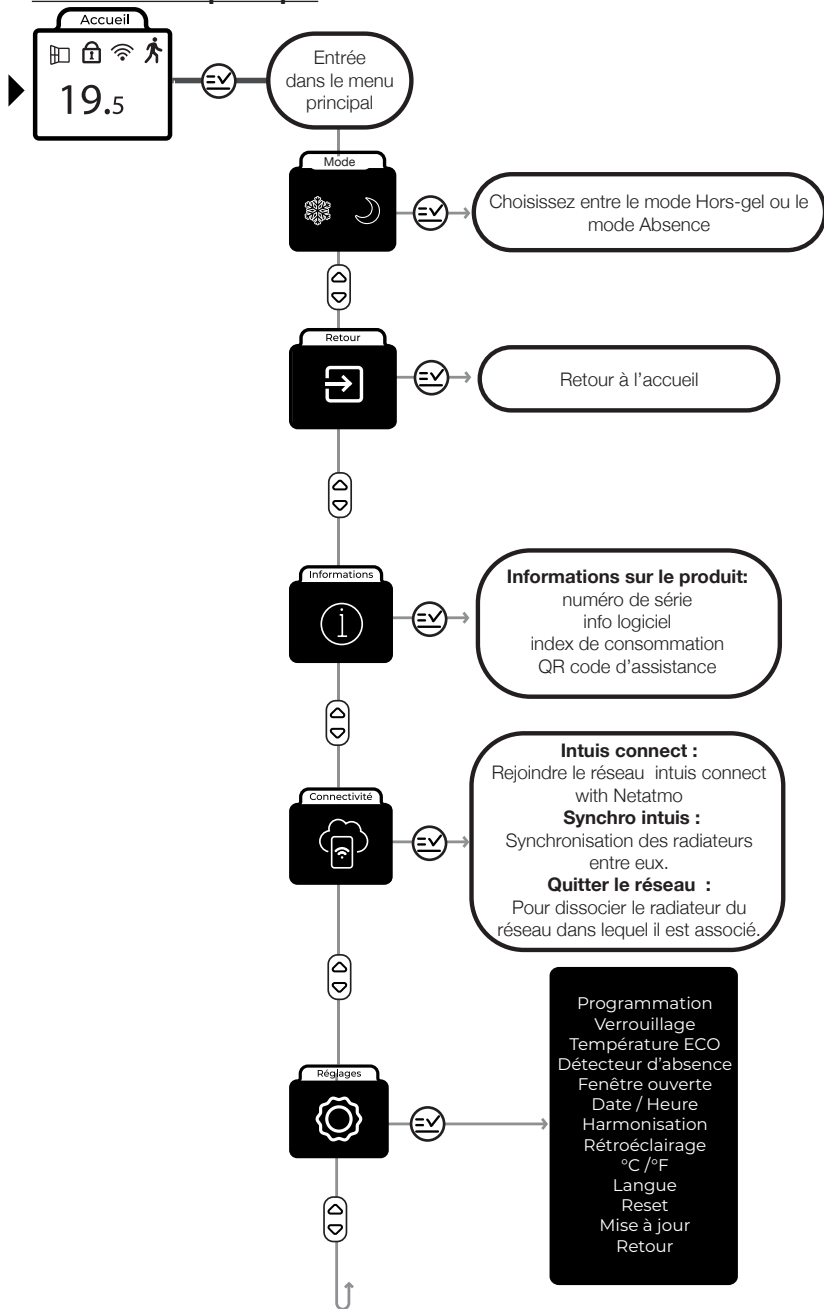 Accueil
19.5
Entrée
dans le menu
principal
Mode
Choisissez entre le mode Hors-gel ou le
mode Absence
Retour
Retour à l'accueil
Informations
i
Informations sur le produit:
numéro de série
info logiciel
index de consommation
QR code d'assistance
Connectivité
Intuis connect :
Rejoindre le réseau intuis connect
with Netatmo
Synchro intuis :
Synchronisation des radiateurs
entre eux.
Quitter le réseau :
Pour dissocier le radiateur du
réseau dans lequel il est associé.
Réglages
Programmation
Verrouillage
Température ECO
Détecteur d'absence
Fenêtre ouverte
Date / Heure
Harmonisation
Rétroéclairage
°C /°F
Langue
Reset
Mise à jour
Retour